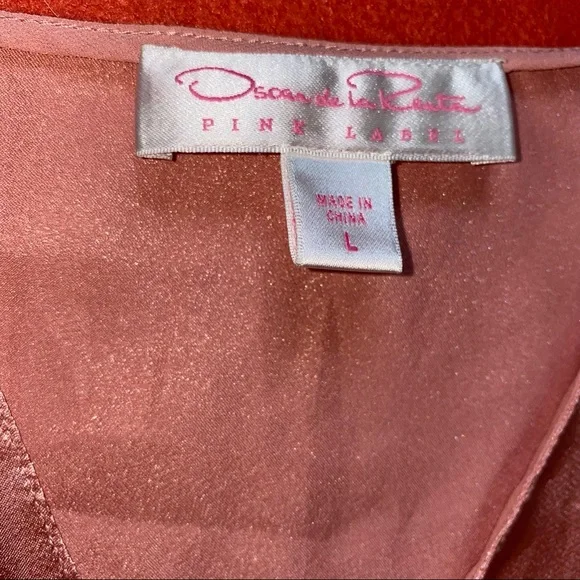 Oscar de la Renta
PINK LABEL
MADE IN
CHINA
L